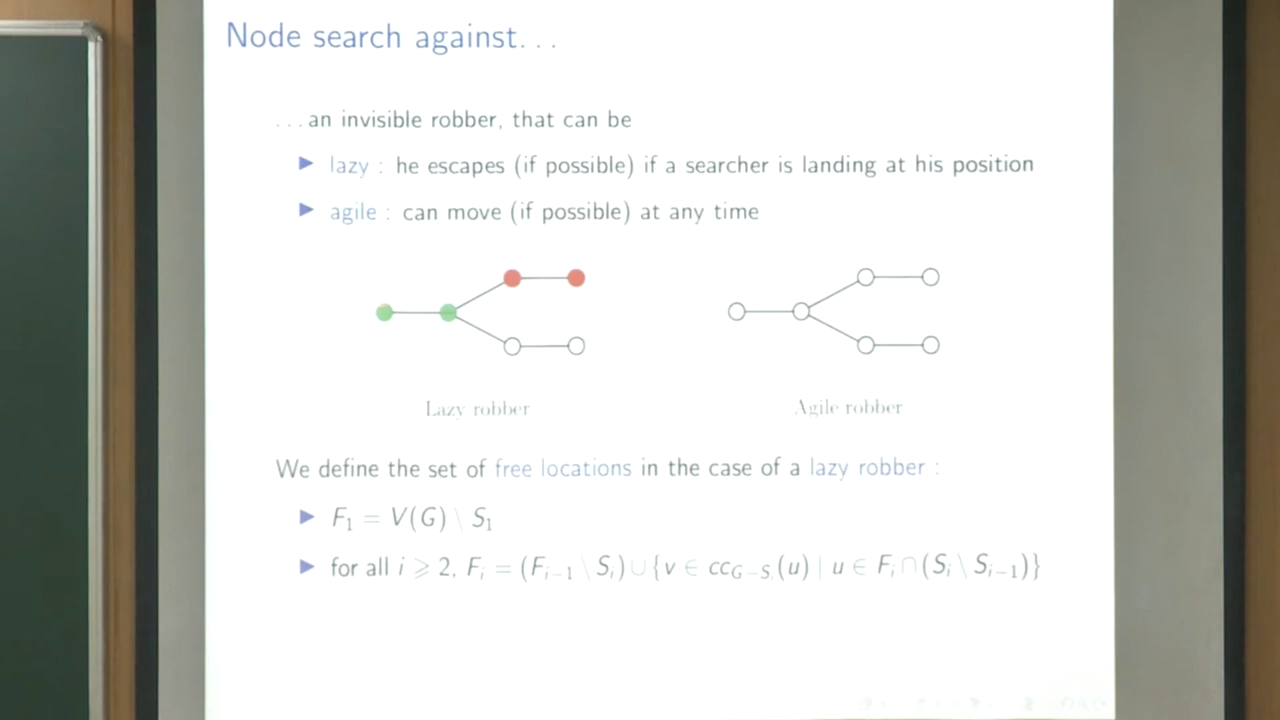 Node search against. . .
. . . an invisible robber, that can be
▶ lazy : he escapes (if possible) if a searcher is landing at his position
▶ agile : can move (if possible) at any time
Lazy robber
Agile robber
We define the set of free locations in the case of a lazy robber :
▶ F₁ = V(G) \ S₁
▶ for all i ⩾ 2, Fᵢ = (Fᵢ₋₁ \ Sᵢ) ∪ {v ∈ cc_{G−Sᵢ}(u) | u ∈ Fᵢ ∩ (Sᵢ \ Sᵢ₋₁)}